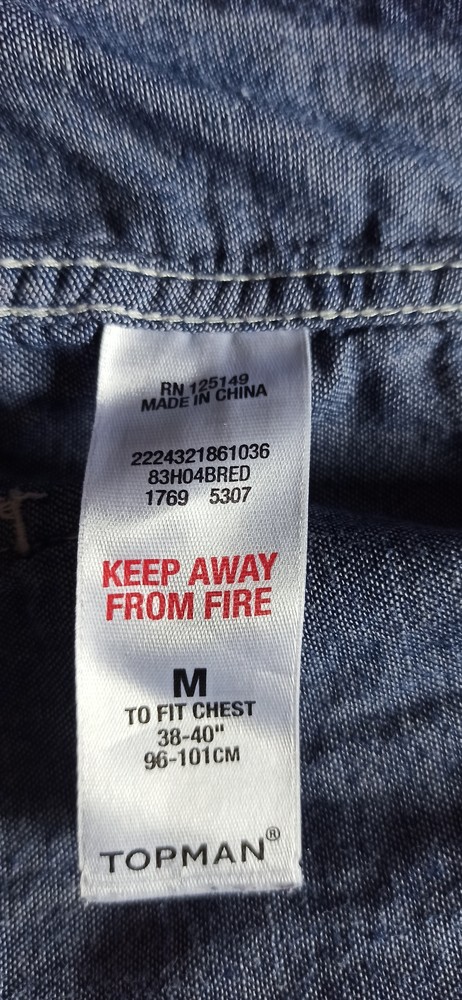 RN 125149
MADE IN CHINA
2224321861036
83H04BRED
1769 5307
KEEP AWAY
FROM FIRE
M
TO FIT CHEST
38-40"
96-101CM
TOPMAN®